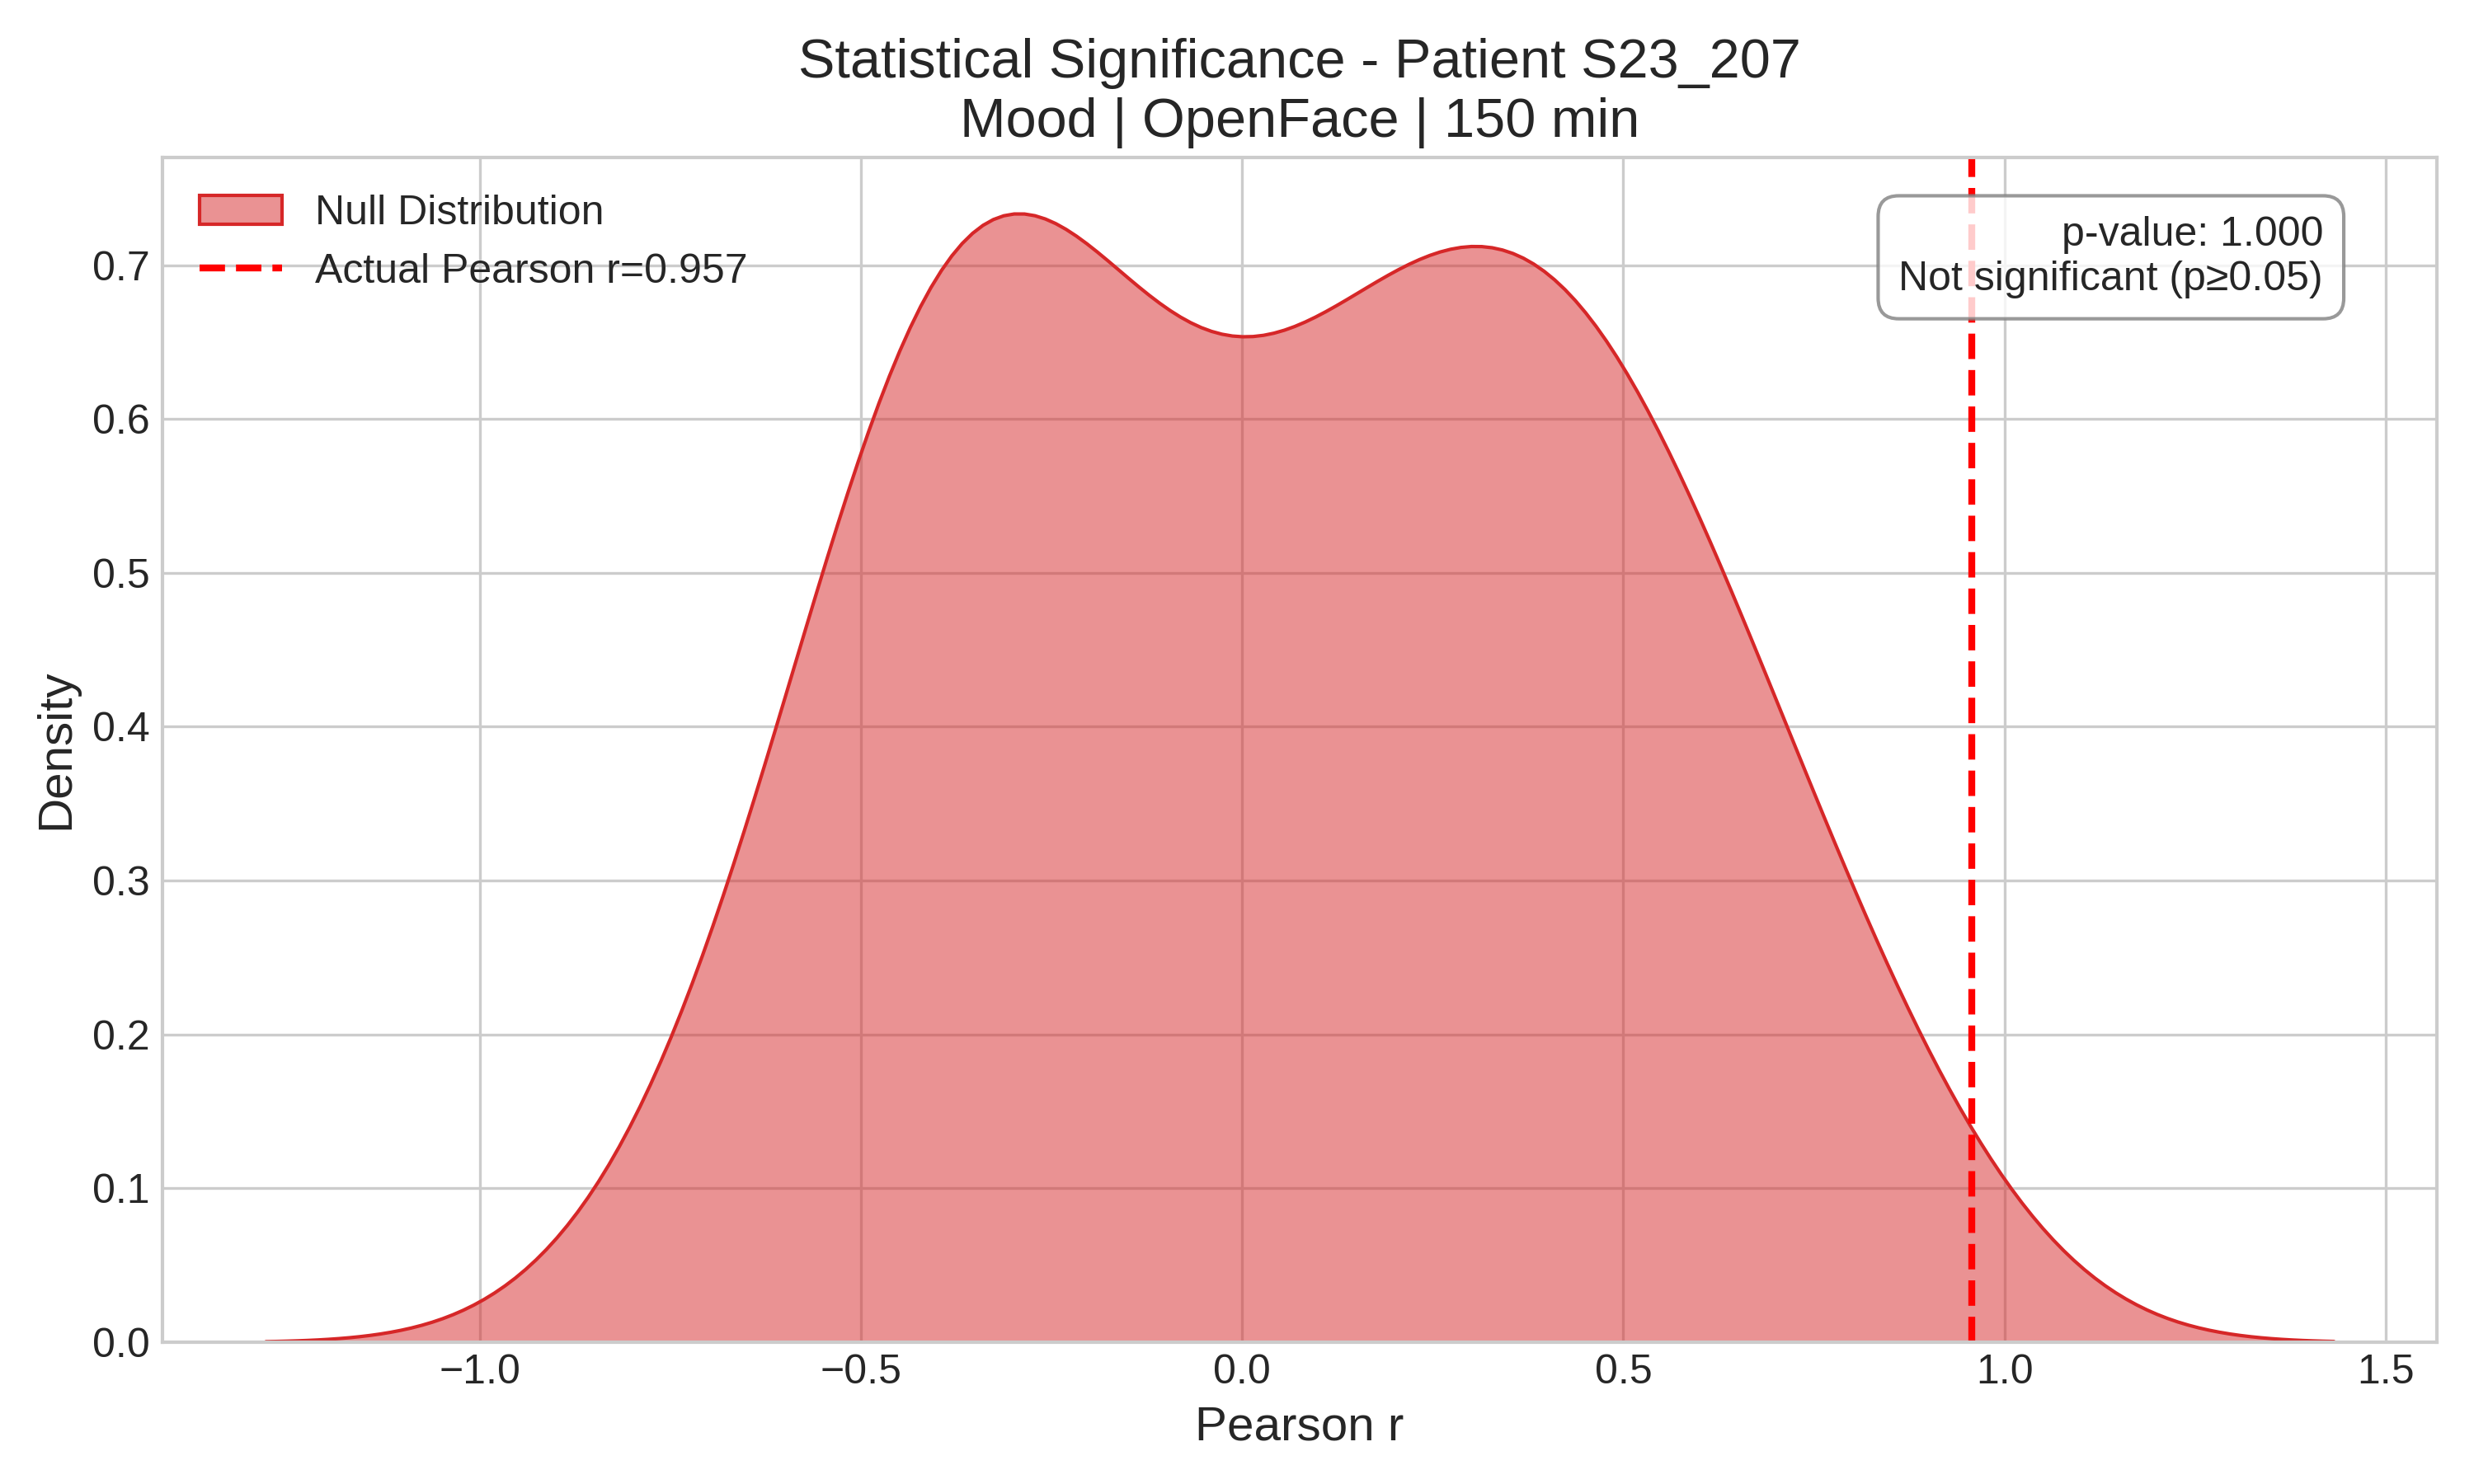 Statistical Significance - Patient S23_207
Mood | OpenFace | 150 min
Null Distribution
Actual Pearson r=0.957
p-value: 1.000
Not significant (p≥0.05)
Density
0.7
0.6
0.5
0.4
0.3
0.2
0.1
0.0
−1.0
−0.5
0.0
0.5
1.0
1.5
Pearson r